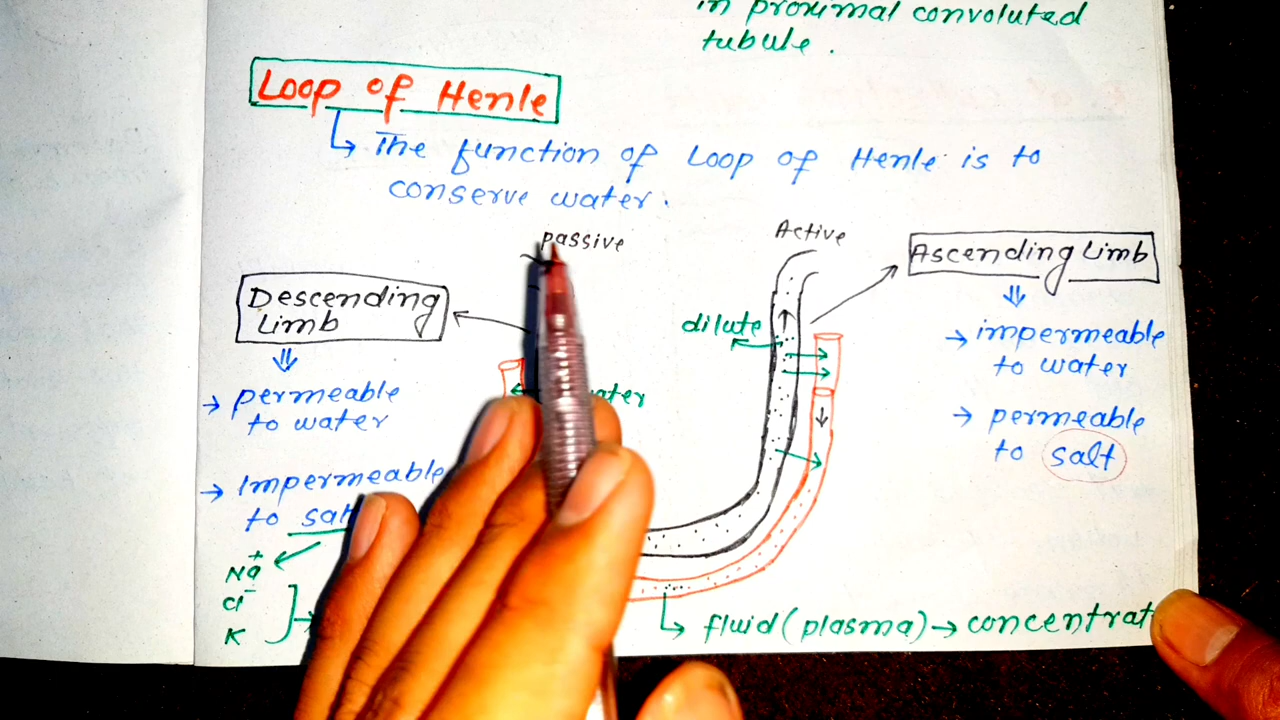 in proximal convoluted
tubule.
Loop of Henle
↳ The function of Loop of Henle is to
conserve water.
Passive
Active
Descending
Limb
→ permeable
to water
→ Impermeable
to salt
Na+
Cl-
K
dilute
Ascending Limb
→ impermeable
to water
→ permeable
to salt
↳ fluid (plasma) → concentrat